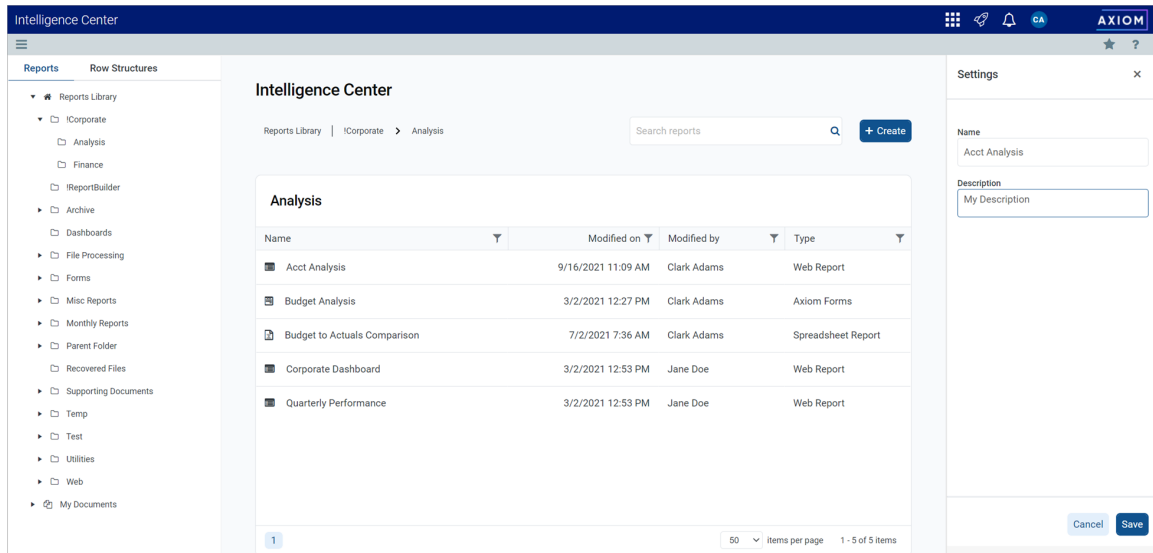 Intelligence Center
CA
AXIOM
?
Reports
Row Structures
Reports Library
!Corporate
Analysis
Finance
!ReportBuilder
Archive
Dashboards
File Processing
Forms
Misc Reports
Monthly Reports
Parent Folder
Recovered Files
Supporting Documents
Temp
Test
Utilities
Web
My Documents
Intelligence Center
Reports Library | !Corporate > Analysis
Search reports
+ Create
Analysis
Name Modified on Modified by Type
Acct Analysis 9/16/2021 11:09 AM Clark Adams Web Report
Budget Analysis 3/2/2021 12:27 PM Clark Adams Axiom Forms
Budget to Actuals Comparison 7/2/2021 7:36 AM Clark Adams Spreadsheet Report
Corporate Dashboard 3/2/2021 12:53 PM Jane Doe Web Report
Quarterly Performance 3/2/2021 12:53 PM Jane Doe Web Report
1
50 items per page 1 - 5 of 5 items
Settings
Name
Acct Analysis
Description
My Description
Cancel
Save